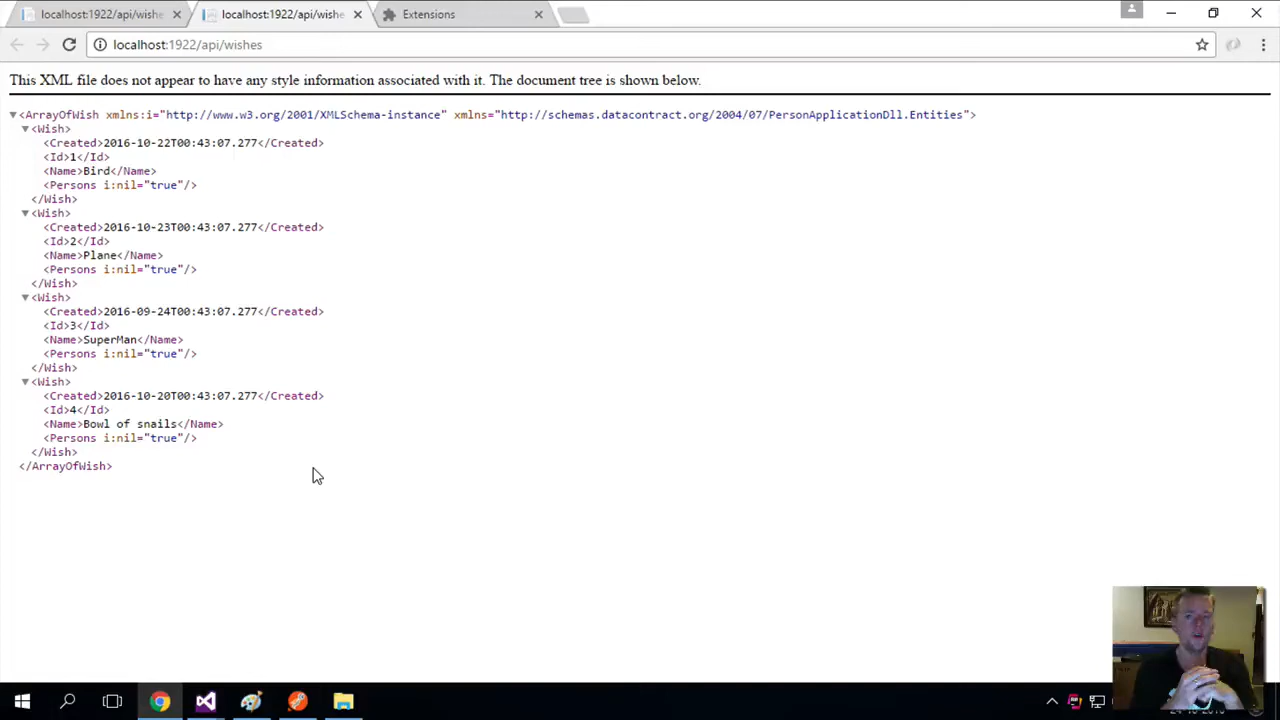 localhost:1922/api/wishe
localhost:1922/api/wishe
Extensions
localhost:1922/api/wishes
This XML file does not appear to have any style information associated with it. The document tree is shown below.
<ArrayOfWish xmlns:i="http://www.w3.org/2001/XMLSchema-instance" xmlns="http://schemas.datacontract.org/2004/07/PersonApplicationDll.Entities">
<Wish>
<Created>2016-10-22T00:43:07.277</Created>
<Id>1</Id>
<Name>Bird</Name>
<Persons i:nil="true"/>
</Wish>
<Wish>
<Created>2016-10-23T00:43:07.277</Created>
<Id>2</Id>
<Name>Plane</Name>
<Persons i:nil="true"/>
</Wish>
<Wish>
<Created>2016-09-24T00:43:07.277</Created>
<Id>3</Id>
<Name>SuperMan</Name>
<Persons i:nil="true"/>
</Wish>
<Wish>
<Created>2016-10-20T00:43:07.277</Created>
<Id>4</Id>
<Name>Bowl of snails</Name>
<Persons i:nil="true"/>
</Wish>
</ArrayOfWish>